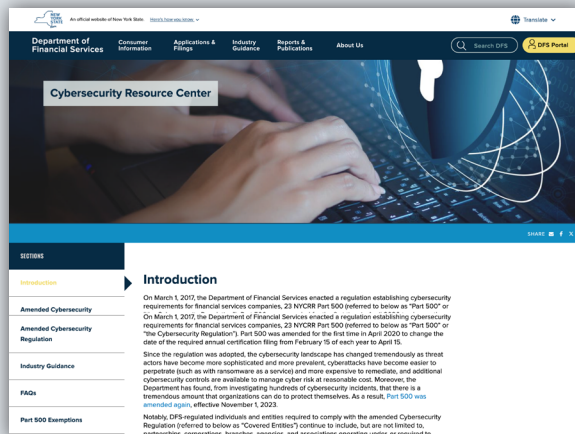 NEW YORK STATE
An official website of New York State. Here's how you know
Translate
Department of Financial Services
Consumer Information
Applications & Filings
Industry Guidance
Reports & Publications
About Us
Search DFS
DFS Portal
Cybersecurity Resource Center
SHARE
SECTIONS
Introduction
Amended Cybersecurity
Amended Cybersecurity
Regulation
Industry Guidance
FAQs
Part 500 Exemptions
Introduction
On March 1, 2017, the Department of Financial Services enacted a regulation establishing cybersecurity
requirements for financial services companies, 23 NYCRR Part 500 (referred to below as "Part 500" or
On March 1, 2017, the Department of Financial Services enacted a regulation establishing cybersecurity
requirements for financial services companies, 23 NYCRR Part 500 (referred to below as "Part 500" or
"the Cybersecurity Regulation"). Part 500 was amended for the first time in April 2020 to change the
date of the required annual certification filing from February 15 of each year to April 15.
Since the regulation was adopted, the cybersecurity landscape has changed tremendously as threat
actors have become more sophisticated and more prevalent, cyberattacks have become easier to
perpetrate (such as with ransomware as a service) and more expensive to remediate, and additional
cybersecurity controls are available to manage cyber risk at reasonable cost. Moreover, the
Department has found, from investigating hundreds of cybersecurity incidents, that there is a
tremendous amount that organizations can do to protect themselves. As a result, Part 500 was
amended again, effective November 1, 2023.
Notably, DFS-regulated individuals and entities required to comply with the amended Cybersecurity
Regulation (referred to below as "Covered Entities") continue to include, but are not limited to,
partnerships, corporations, branches, agencies, and associations operating under, or required to